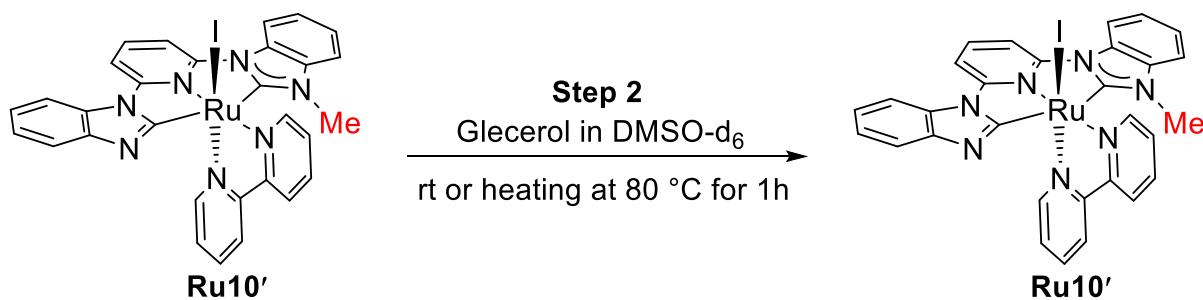 I
N
N
N
N
N
Ru
N
N
Me
Ru10′
Step 2
Glecerol in DMSO-d6
rt or heating at 80 °C for 1h
I
N
N
N
N
N
Ru
N
N
Me
Ru10′